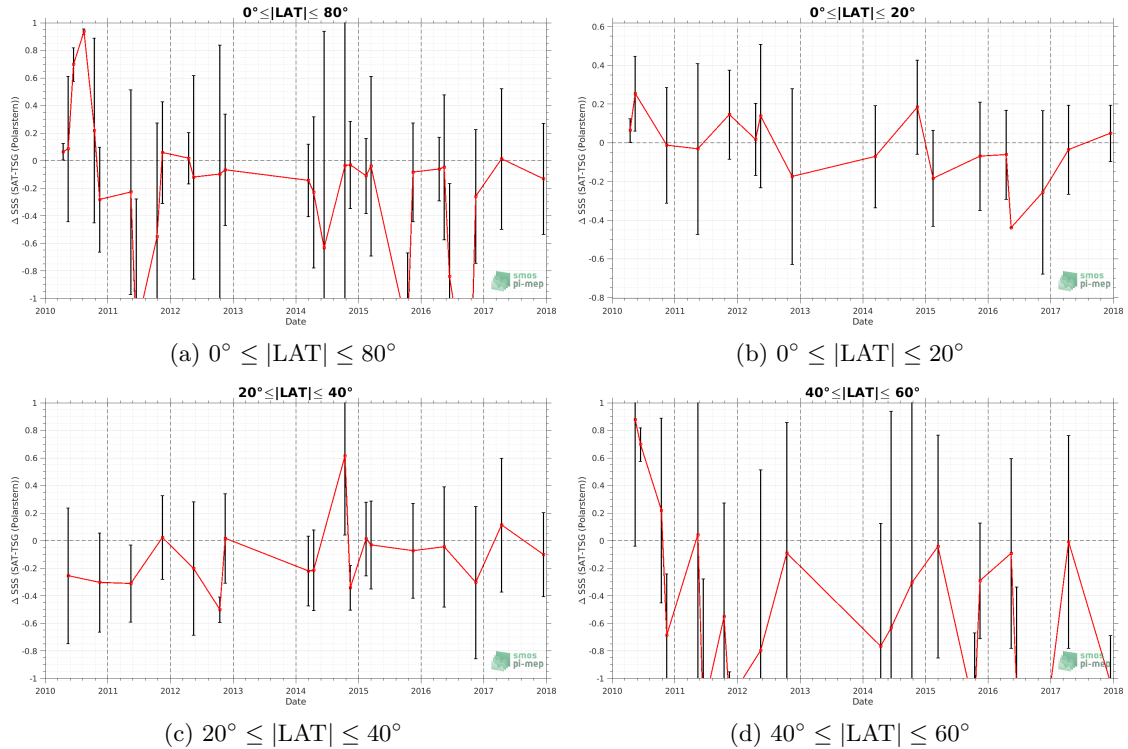 0°≤|LAT|≤ 80°
1
0.8
0.6
0.4
0.2
0
-0.2
-0.4
-0.6
-0.8
-1
Δ SSS (SAT-TSG (Polarstern))
2010 2011 2012 2013 2014 2015 2016 2017 2018
Date
smos
pi-mep
(a) 0° ≤ |LAT| ≤ 80°
0°≤|LAT|≤ 20°
0.6
0.4
0.2
0
-0.2
-0.4
-0.6
-0.8
Δ SSS (SAT-TSG (Polarstern))
2010 2011 2012 2013 2014 2015 2016 2017 2018
Date
smos
pi-mep
(b) 0° ≤ |LAT| ≤ 20°
20°≤|LAT|≤ 40°
1
0.8
0.6
0.4
0.2
0
-0.2
-0.4
-0.6
-0.8
-1
Δ SSS (SAT-TSG (Polarstern))
2010 2011 2012 2013 2014 2015 2016 2017 2018
Date
smos
pi-mep
(c) 20° ≤ |LAT| ≤ 40°
40°≤|LAT|≤ 60°
1
0.8
0.6
0.4
0.2
0
-0.2
-0.4
-0.6
-0.8
-1
Δ SSS (SAT-TSG (Polarstern))
2010 2011 2012 2013 2014 2015 2016 2017 2018
Date
smos
pi-mep
(d) 40° ≤ |LAT| ≤ 60°